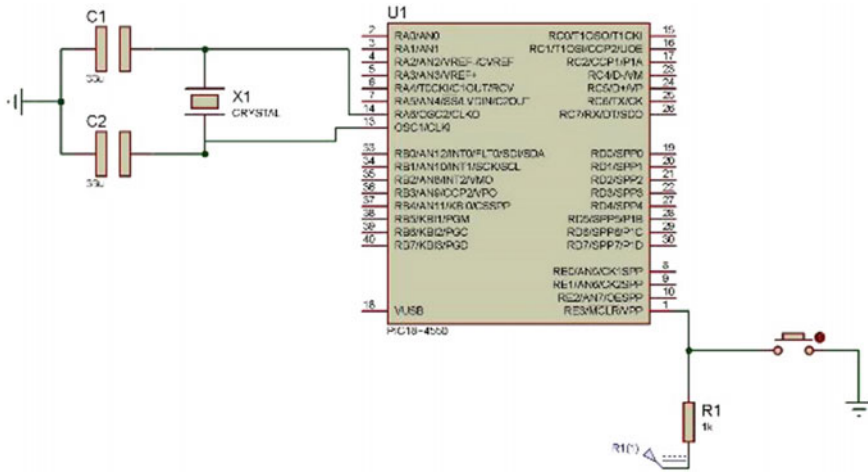 C1
C2
X1
CRYSTAL
U1
2 RA0/AN0
3 RA1/AN1
4 RA2/AN2/VREF-/CVREF
5 RA3/AN3/VREF+
6 RA4/T0CKI/C1OUT/RCV
7 RA5/AN4/SS/LVDIN/C2OUT
14 RA6/OSC2/CLKO
13 OSC1/CLKI
33 RB0/AN12/INT0/FLT0/SDI/SDA
34 RB1/AN10/INT1/SCK/SCL
35 RB2/AN8/INT2/VMO
36 RB3/AN9/CCP2/VPO
37 RB4/AN11/KBI0/CSSPP
38 RB5/KBI1/PGM
39 RB6/KBI2/PGC
40 RB7/KBI3/PGD
18 VUSB
RC0/T1OSO/T1CKI 15
RC1/T1OSI/CCP2/UOE 16
RC2/CCP1/P1A 17
RC4/D-/VM 23
RC5/D+/VP 24
RC6/TX/CK 25
RC7/RX/DT/SDO 26
RD0/SPP0 19
RD1/SPP1 20
RD2/SPP2 21
RD3/SPP3 22
RD4/SPP4 27
RD5/SPP5/P1B 28
RD6/SPP6/P1C 29
RD7/SPP7/P1D 30
RE0/AN5/CK1SPP 8
RE1/AN6/CK2SPP 9
RE2/AN7/OESPP 10
RE3/MCLR/VPP 1
PIC18-4550
R1
1k
R1(1)